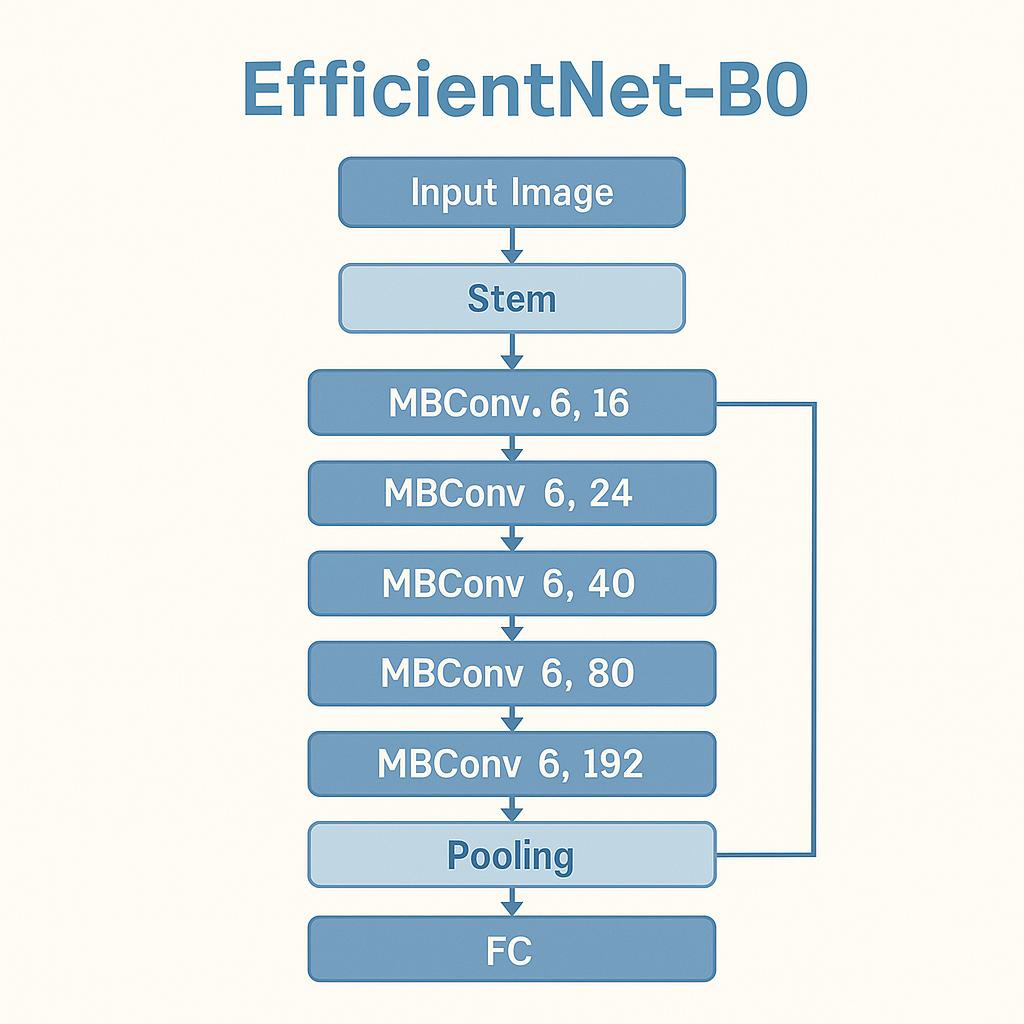 EfficientNet-B0
Input Image
Stem
MBConv. 6, 16
MBConv 6, 24
MBConv 6, 40
MBConv 6, 80
MBConv 6, 192
Pooling
FC